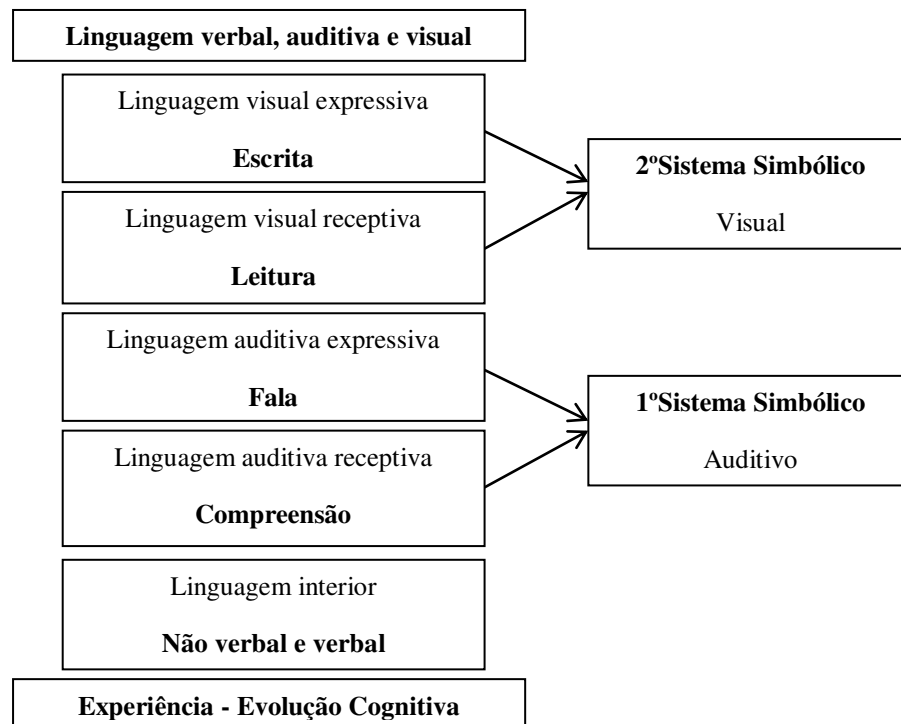 Linguagem verbal, auditiva e visual
Linguagem visual expressiva
Escrita
Linguagem visual receptiva
Leitura
2ºSistema Simbólico
Visual
Linguagem auditiva expressiva
Fala
Linguagem auditiva receptiva
Compreensão
1ºSistema Simbólico
Auditivo
Linguagem interior
Não verbal e verbal
Experiência - Evolução Cognitiva